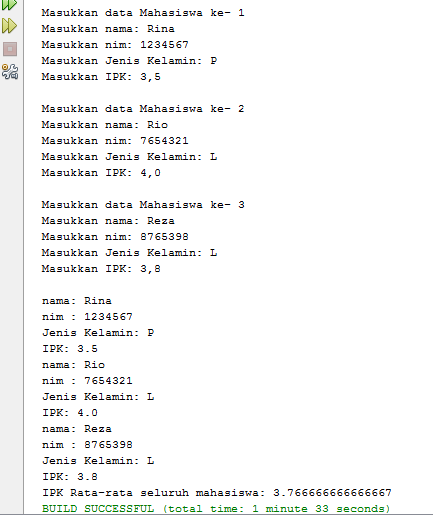 Masukkan data Mahasiswa ke- 1
Masukkan nama: Rina
Masukkan nim: 1234567
Masukkan Jenis Kelamin: P
Masukkan IPK: 3,5
Masukkan data Mahasiswa ke- 2
Masukkan nama: Rio
Masukkan nim: 7654321
Masukkan Jenis Kelamin: L
Masukkan IPK: 4,0
Masukkan data Mahasiswa ke- 3
Masukkan nama: Reza
Masukkan nim: 8765398
Masukkan Jenis Kelamin: L
Masukkan IPK: 3,8
nama: Rina
nim : 1234567
Jenis Kelamin: P
IPK: 3.5
nama: Rio
nim : 7654321
Jenis Kelamin: L
IPK: 4.0
nama: Reza
nim : 8765398
Jenis Kelamin: L
IPK: 3.8
IPK Rata-rata seluruh mahasiswa: 3.766666666666667
BUILD SUCCESSFUL (total time: 1 minute 33 seconds)